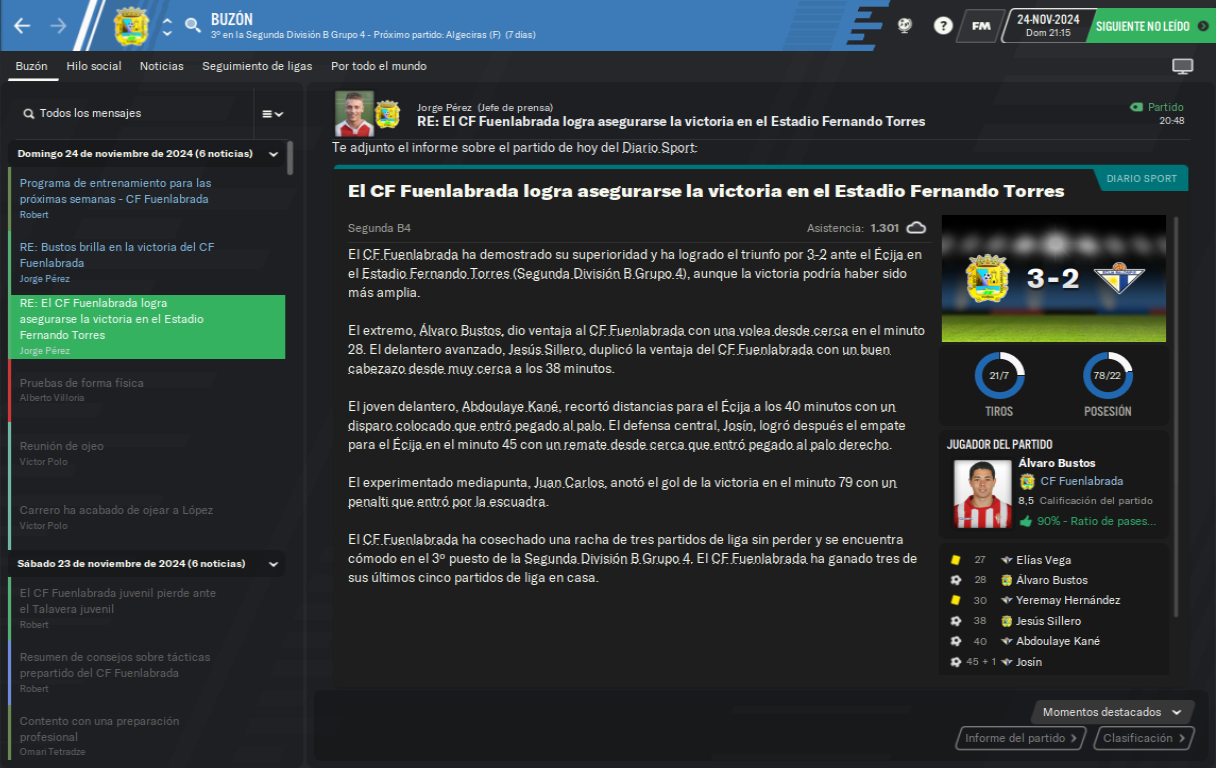 BUZÓN
3º en la Segunda División B Grupo 4 - Próximo partido: Algeciras (F) (7 días)
?
FM
24-NOV-2024
Dom 21:15
SIGUIENTE NO LEÍDO
Buzón
Hilo social
Noticias
Seguimiento de ligas
Por todo el mundo
Todos los mensajes
Domingo 24 de noviembre de 2024 (6 noticias)
Programa de entrenamiento para las
próximas semanas - CF Fuenlabrada
Robert
RE: Bustos brilla en la victoria del CF
Fuenlabrada
Jorge Pérez
RE: El CF Fuenlabrada logra
asegurarse la victoria en el Estadio
Fernando Torres
Jorge Pérez
Pruebas de forma física
Alberto Villoria
Reunión de ojeo
Víctor Polo
Carrero ha acabado de ojear a López
Víctor Polo
Sábado 23 de noviembre de 2024 (6 noticias)
El CF Fuenlabrada juvenil pierde ante
el Talavera juvenil
Robert
Resumen de consejos sobre tácticas
prepartido del CF Fuenlabrada
Robert
Contento con una preparación
profesional
Omari Tetradze
Jorge Pérez (Jefe de prensa)
RE: El CF Fuenlabrada logra asegurarse la victoria en el Estadio Fernando Torres
Partido
20:48
Te adjunto el informe sobre el partido de hoy del Diario Sport:
DIARIO SPORT
El CF Fuenlabrada logra asegurarse la victoria en el Estadio Fernando Torres
Segunda B4
Asistencia: 1.301
El CF Fuenlabrada ha demostrado su superioridad y ha logrado el triunfo por 3-2 ante el Écija en
el Estadio Fernando Torres (Segunda División B Grupo 4), aunque la victoria podría haber sido
más amplia.
El extremo, Álvaro Bustos, dio ventaja al CF Fuenlabrada con una volea desde cerca en el minuto
28. El delantero avanzado, Jesús Sillero, duplicó la ventaja del CF Fuenlabrada con un buen
cabezazo desde muy cerca a los 38 minutos.
El joven delantero, Abdoulaye Kané, recortó distancias para el Écija a los 40 minutos con un
disparo colocado que entró pegado al palo. El defensa central, Josín, logró después el empate
para el Écija en el minuto 45 con un remate desde cerca que entró pegado al palo derecho.
El experimentado mediapunta, Juan Carlos, anotó el gol de la victoria en el minuto 79 con un
penalti que entró por la escuadra.
El CF Fuenlabrada ha cosechado una racha de tres partidos de liga sin perder y se encuentra
cómodo en el 3º puesto de la Segunda División B Grupo 4. El CF Fuenlabrada ha ganado tres de
sus últimos cinco partidos de liga en casa.
3-2
21/7
TIROS
78/22
POSESIÓN
JUGADOR DEL PARTIDO
Álvaro Bustos
CF Fuenlabrada
8,5 Calificación del partido
90% - Ratio de pases...
27 Elías Vega
28 Álvaro Bustos
30 Yeremay Hernández
38 Jesús Sillero
40 Abdoulaye Kané
45 + 1 Josín
Momentos destacados
Informe del partido
Clasificación